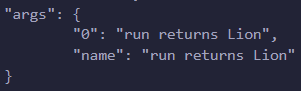 "args": {
"0": "run returns Lion",
"name": "run returns Lion"
}